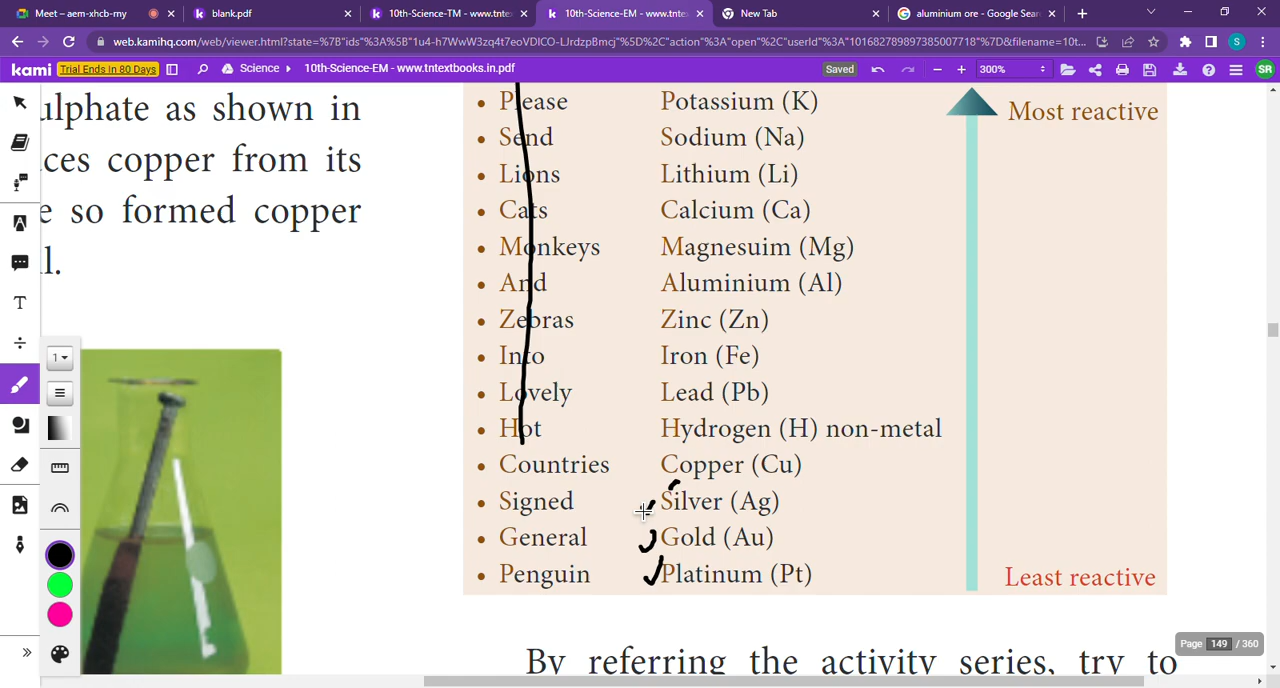 Meet – aem-xhcb-my
blank.pdf
10th-Science-TM - www.tntex
10th-Science-EM - www.tnte
New Tab
aluminium ore - Google Sear
web.kamihq.com/web/viewer.html?state=%7B"ids"%3A%5B"1u4-h7WwW3zq4t7eoVDICO-LJrdzpBmcj"%5D%2C"action"%3A"open"%2C"userId"%3A"101682789897385007718"%7D&filename=10t...
S
kami
Trial Ends In 80 Days
Science
10th-Science-EM - www.tntextbooks.in.pdf
Saved
300%
SR
ulphate as shown in
ces copper from its
e so formed copper
l.
Please Potassium (K)
Most reactive
Send Sodium (Na)
Lions Lithium (Li)
Cats Calcium (Ca)
Monkeys Magnesuim (Mg)
And Aluminium (Al)
Zebras Zinc (Zn)
Into Iron (Fe)
Lovely Lead (Pb)
Hot Hydrogen (H) non-metal
Countries Copper (Cu)
Signed Silver (Ag)
General Gold (Au)
Penguin Platinum (Pt)
Least reactive
1
T
Page 149 / 360
By referring the activity series, try to